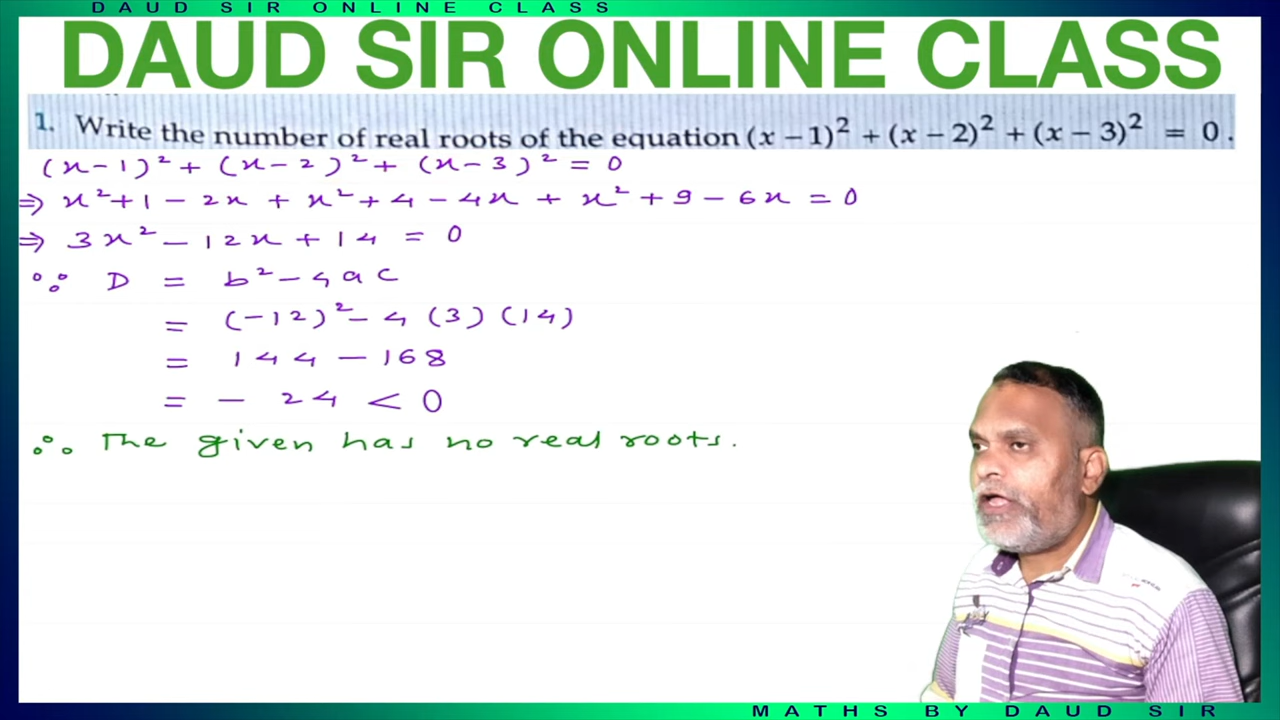 DAUD SIR ONLINE CLASS
DAUD SIR ONLINE CLASS
1. Write the number of real roots of the equation (x – 1)² + (x – 2)² + (x – 3)² = 0.
(x-1)² + (x-2)² + (x-3)² = 0
⇒ x²+1 - 2x + x²+4 - 4x + x²+9 - 6x = 0
⇒ 3x² - 12x + 14 = 0
∵ D = b²-4ac
= (-12)²-4(3)(14)
= 144 - 168
= - 24 < 0
∴ The given has no real roots.
MATHS BY DAUD SIR